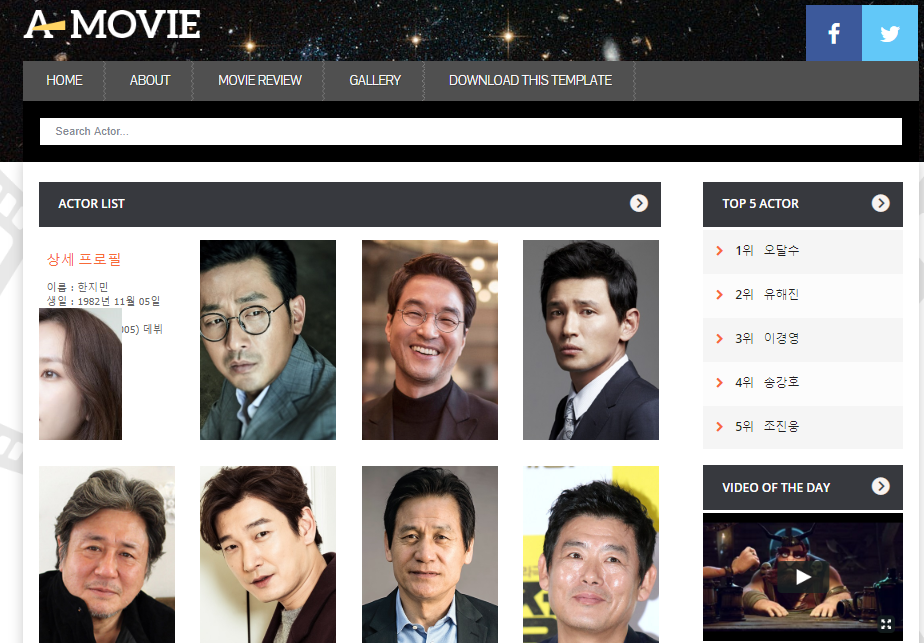 A-MOVIE
HOME
ABOUT
MOVIE REVIEW
GALLERY
DOWNLOAD THIS TEMPLATE
Search Actor...
ACTOR LIST
상세 프로필
이름 : 한지민
생일 : 1982년 11월 05일
005) 데뷔
TOP 5 ACTOR
1위 오달수
2위 유해진
3위 이경영
4위 송강호
5위 조진웅
VIDEO OF THE DAY